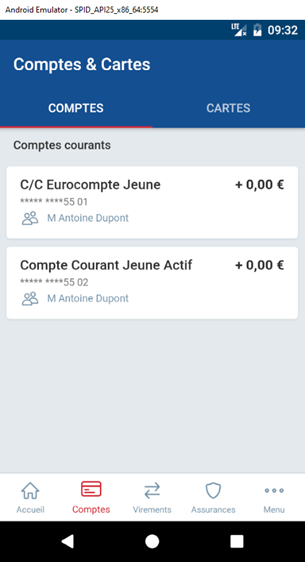 Android Emulator - SPID_API25_x86_64:5554
LTE 09:32
Comptes & Cartes
COMPTES CARTES
Comptes courants
C/C Eurocompte Jeune + 0,00 €
***** ****55 01
M Antoine Dupont
Compte Courant Jeune Actif + 0,00 €
***** ****55 02
M Antoine Dupont
Accueil Comptes Virements Assurances Menu